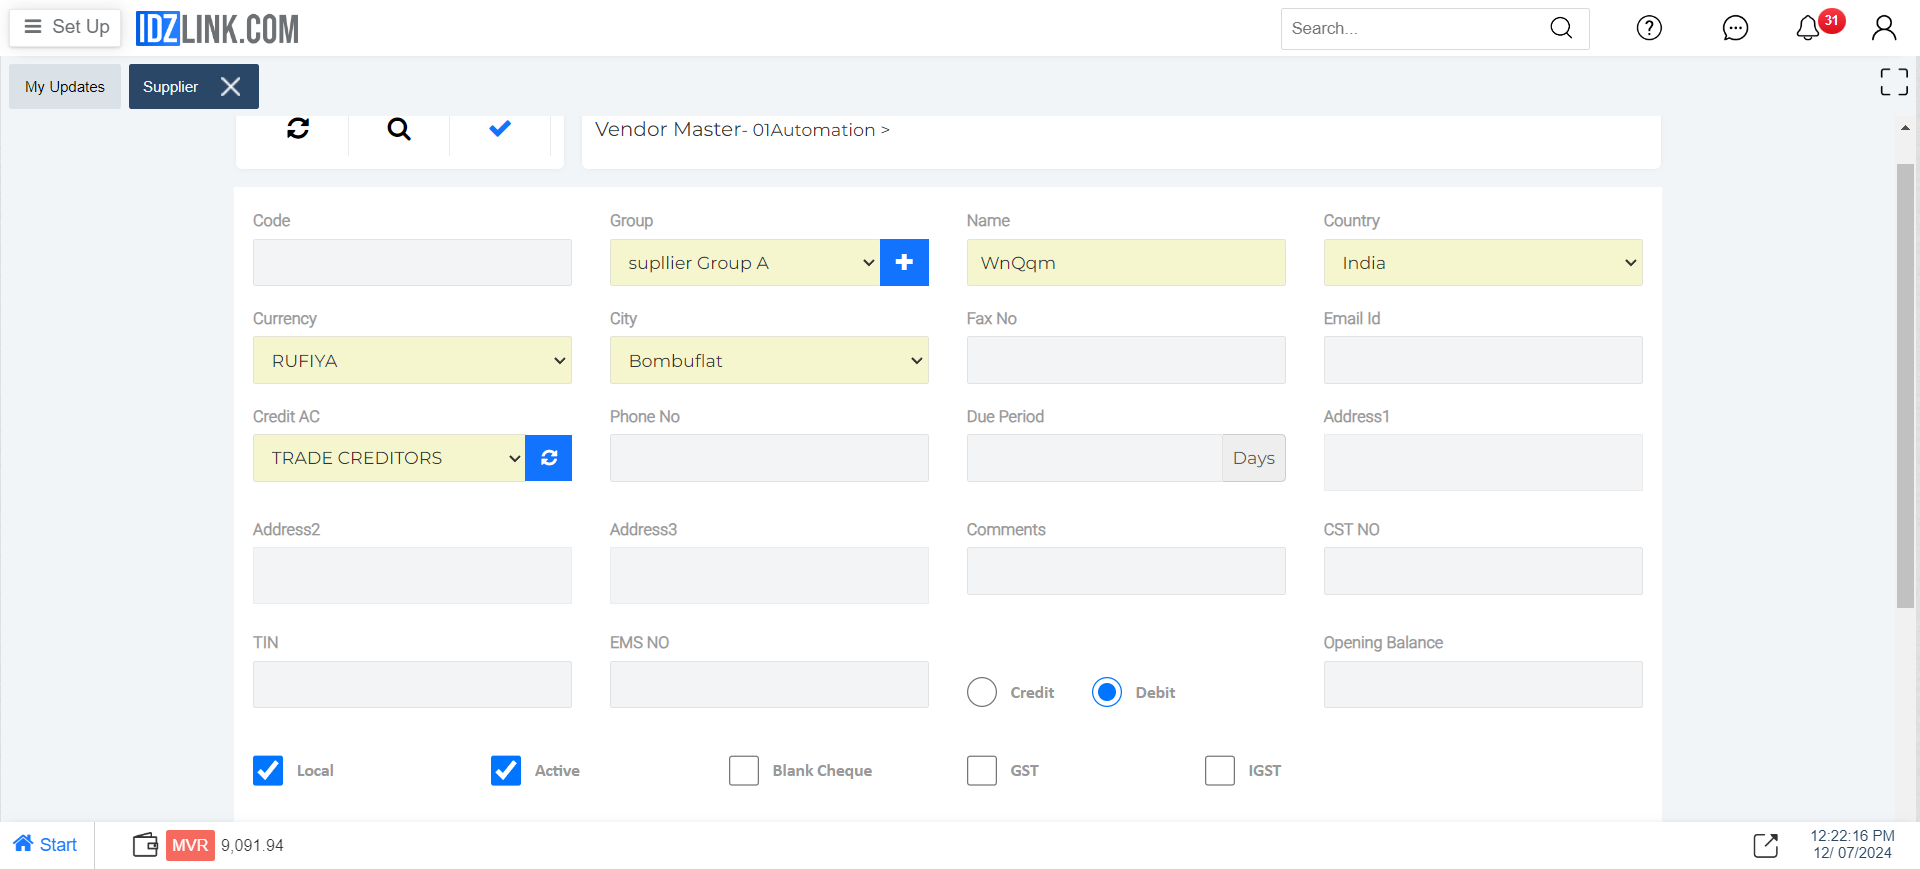 Set Up
IDZLINK.COM
Search...
31
My Updates
Supplier
Vendor Master- 01Automation >
Code
Group
Name
Country
supllier Group A
WnQqm
India
Currency
City
Fax No
Email Id
RUFIYA
Bombuflat
Credit AC
Phone No
Due Period
Address1
TRADE CREDITORS
Days
Address2
Address3
Comments
CST NO
TIN
EMS NO
Opening Balance
Credit
Debit
Local
Active
Blank Cheque
GST
IGST
Start
MVR 9,091.94
12:22:16 PM
12/ 07/2024